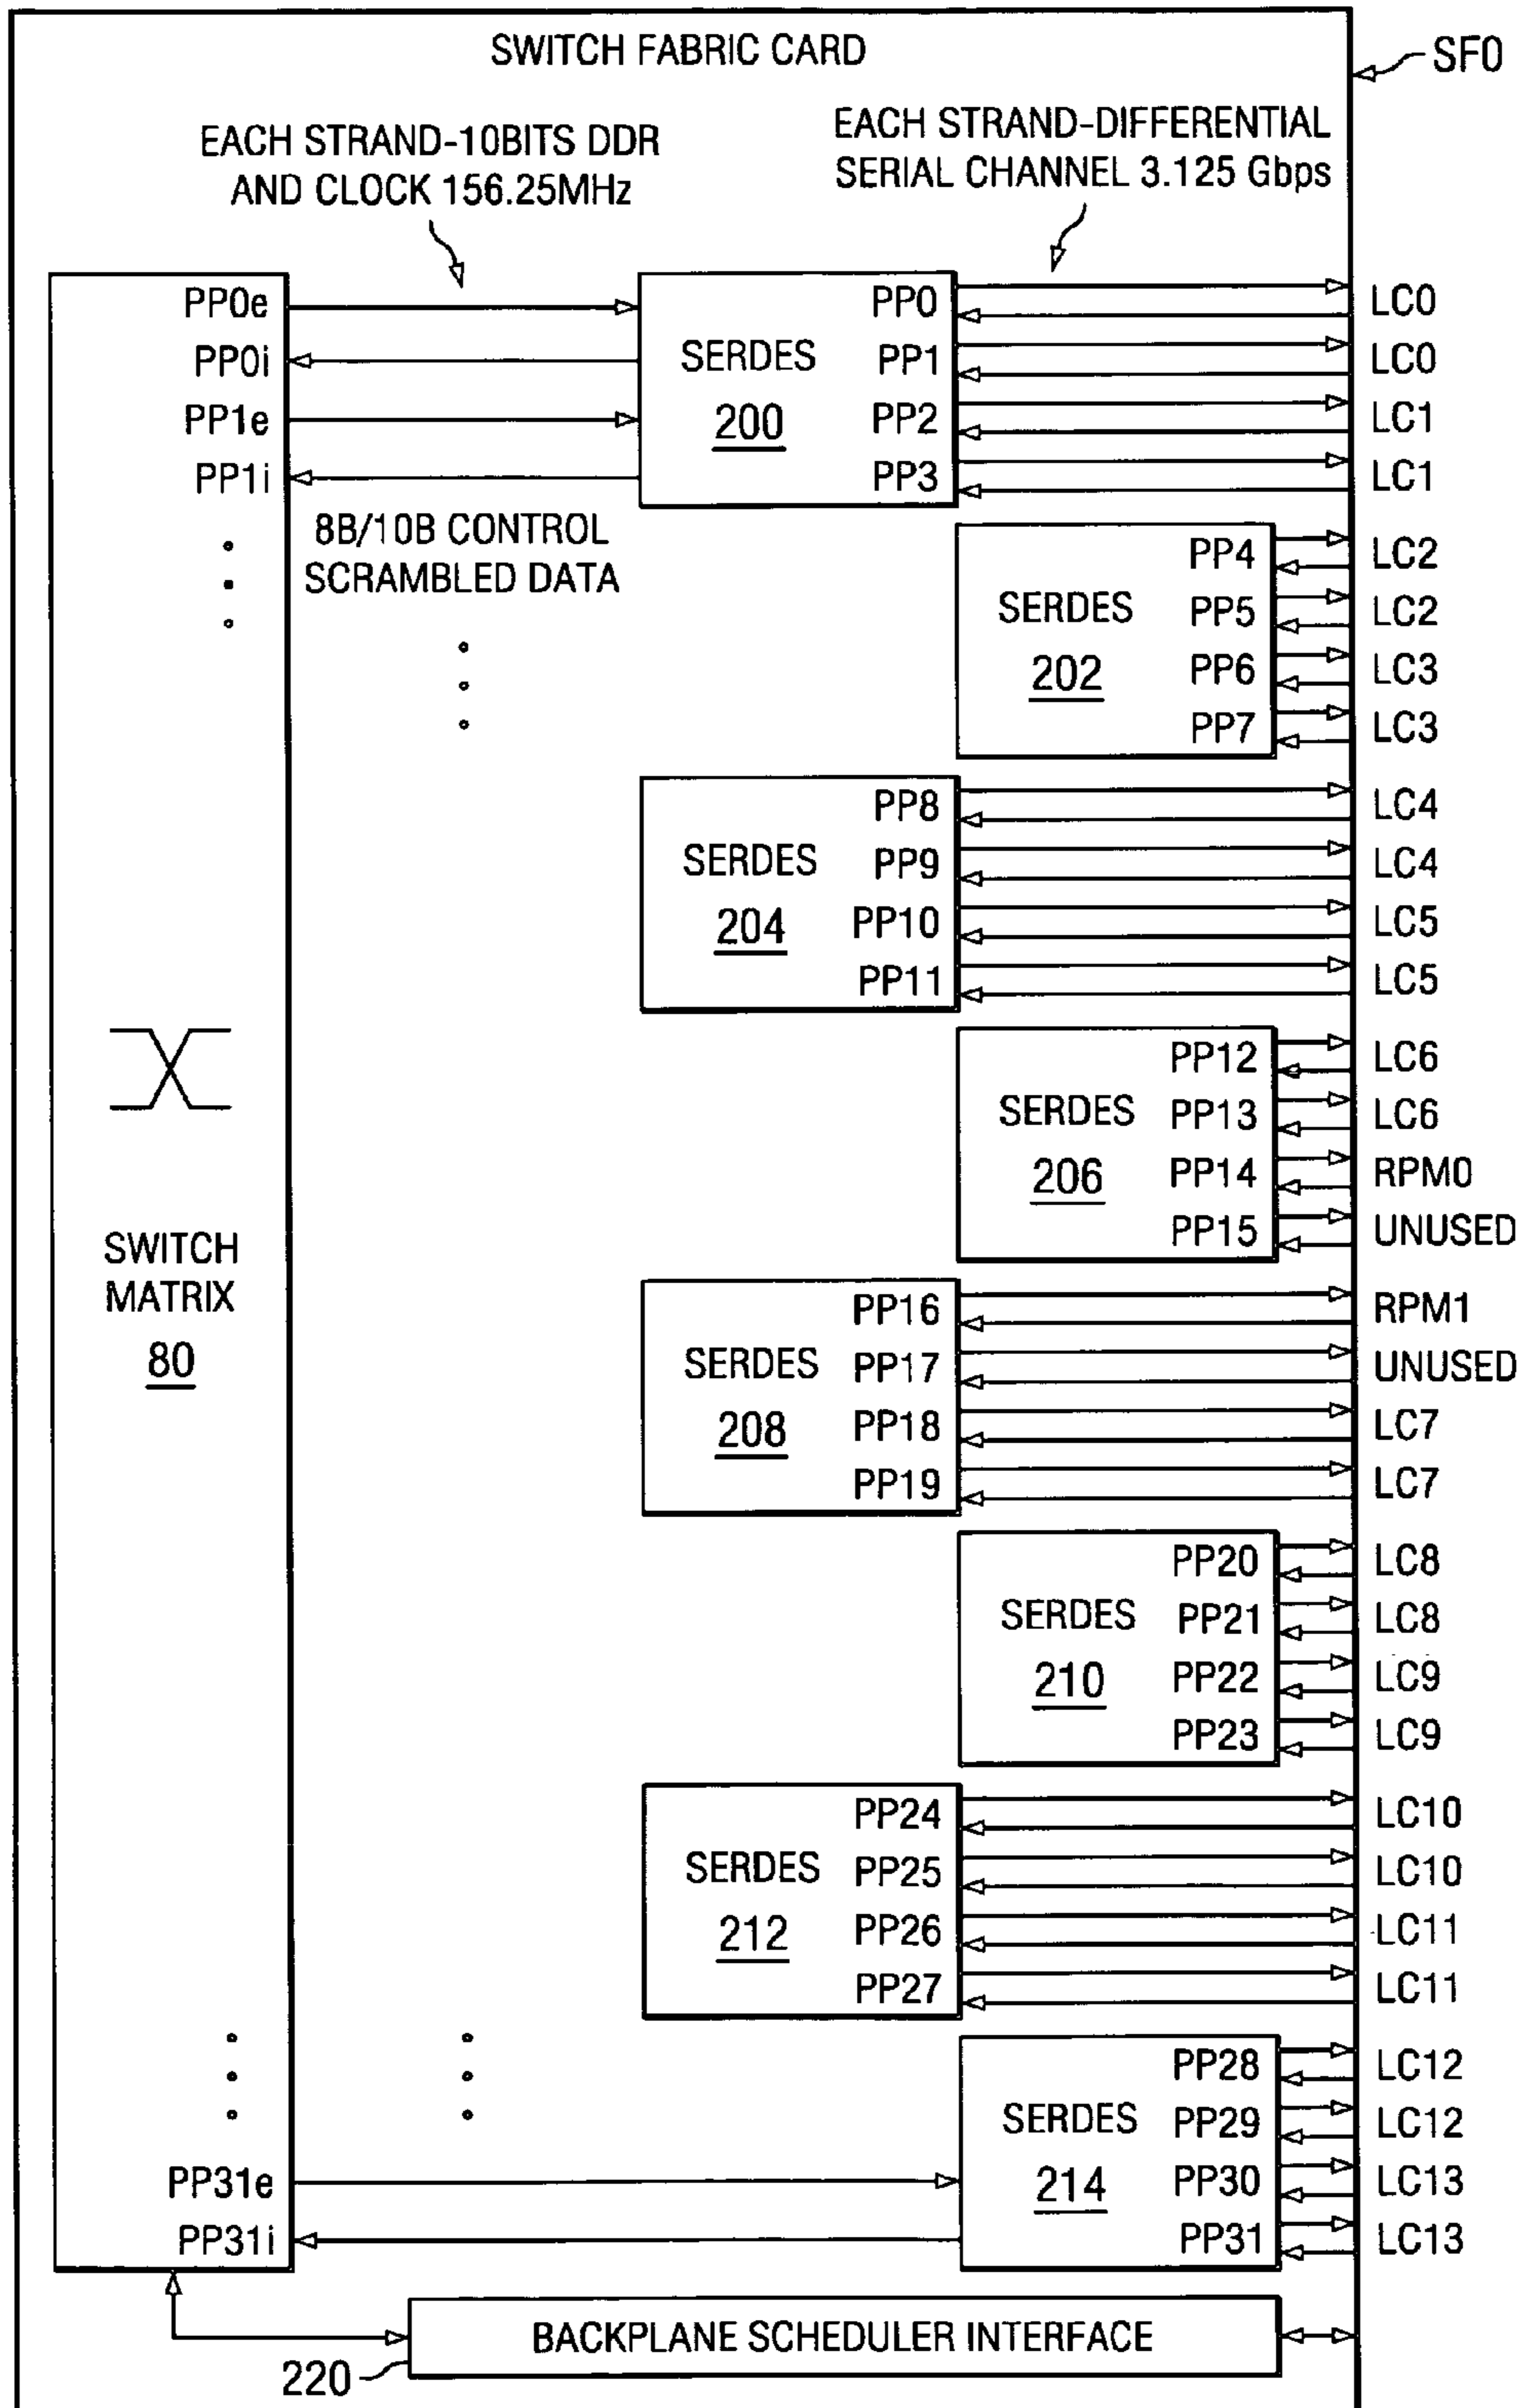 SWITCH FABRIC CARD
SF0
EACH STRAND-10BITS DDR
AND CLOCK 156.25MHz
EACH STRAND-DIFFERENTIAL
SERIAL CHANNEL 3.125 Gbps
PP0e
PP0i
PP1e
PP1i
8B/10B CONTROL
SCRAMBLED DATA
SWITCH
MATRIX
80
PP31e
PP31i
SERDES
200
PP0
PP1
PP2
PP3
LC0
LC0
LC1
LC1
SERDES
202
PP4
PP5
PP6
PP7
LC2
LC2
LC3
LC3
SERDES
204
PP8
PP9
PP10
PP11
LC4
LC4
LC5
LC5
SERDES
206
PP12
PP13
PP14
PP15
LC6
LC6
RPM0
UNUSED
SERDES
208
PP16
PP17
PP18
PP19
RPM1
UNUSED
LC7
LC7
SERDES
210
PP20
PP21
PP22
PP23
LC8
LC8
LC9
LC9
SERDES
212
PP24
PP25
PP26
PP27
LC10
LC10
LC11
LC11
SERDES
214
PP28
PP29
PP30
PP31
LC12
LC12
LC13
LC13
BACKPLANE SCHEDULER INTERFACE
220